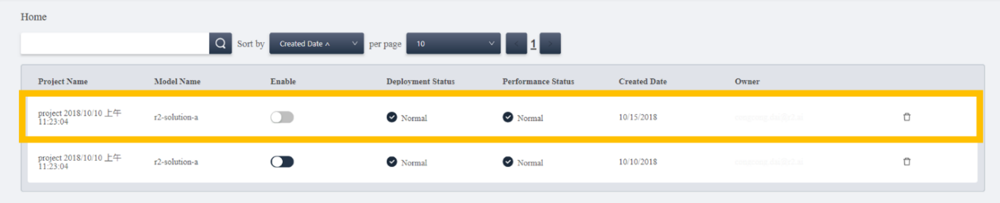 Home
Sort by Created Date ∧ per page 10 1
Project Name Model Name Enable Deployment Status Performance Status Created Date Owner
project 2018/10/10 上午
11:23:04 r2-solution-a Normal Normal 10/15/2018
project 2018/10/10 上午
11:23:04 r2-solution-a Normal Normal 10/10/2018